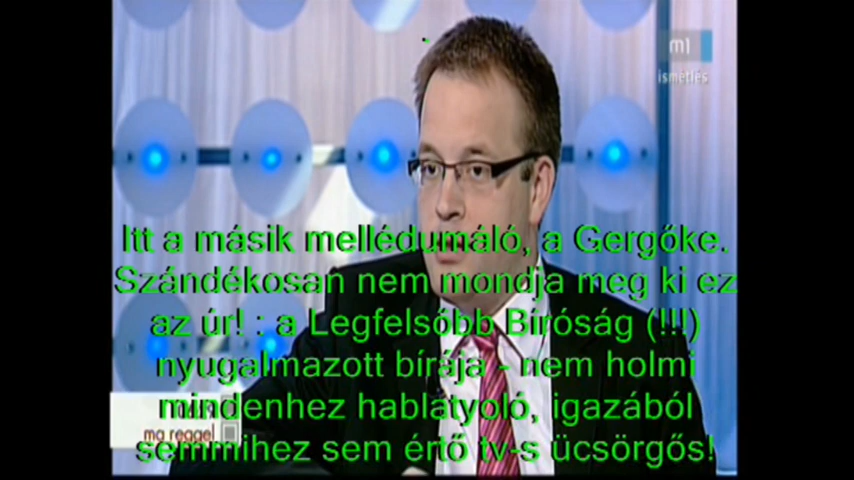 m1
ismétlés
Itt a másik mellédumáló, a Gergőke.
Szándékosan nem mondja meg ki ez
az úr! : a Legfelsőbb Bíróság (!!!)
nyugalmazott bírája - nem holmi
mindenhez hablatyoló, igazából
ma reggel
semmihez sem értő tv-s ücsörgős!